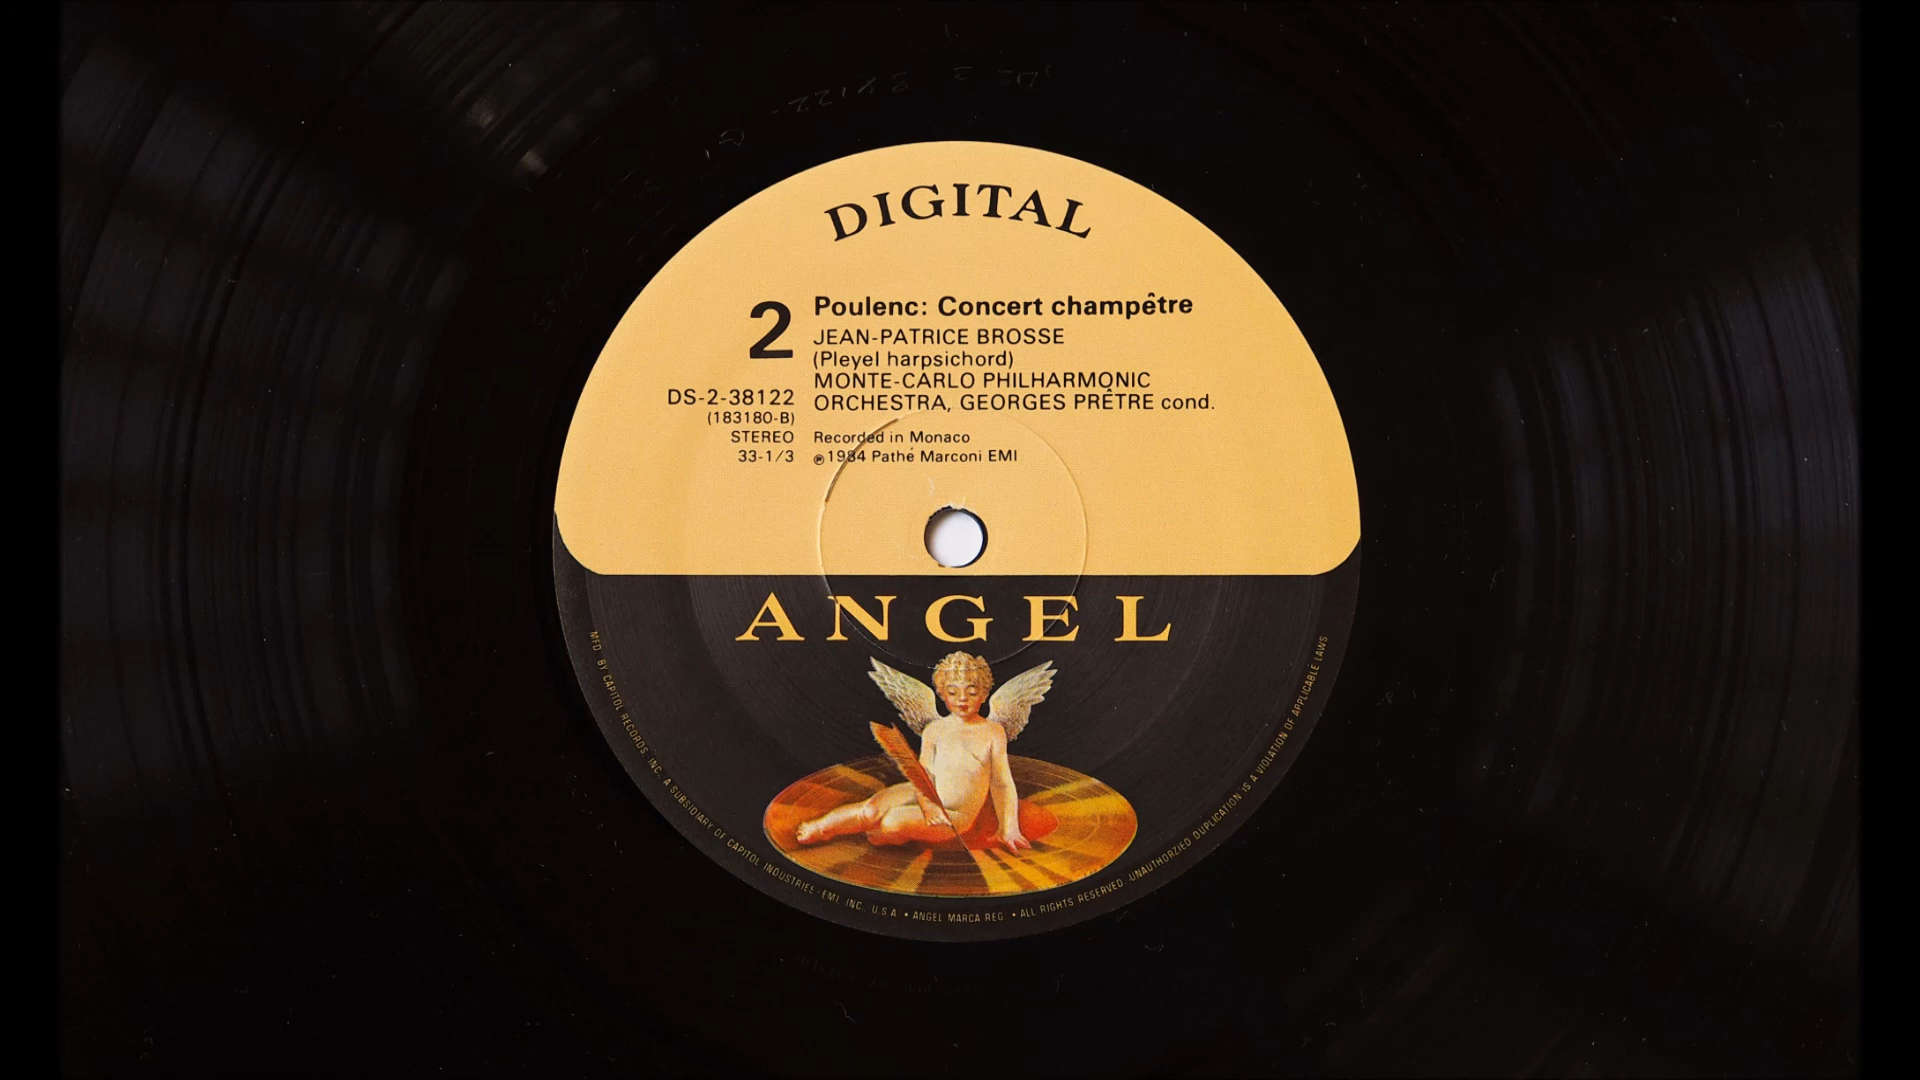 DIGITAL
2
Poulenc: Concert champêtre
JEAN-PATRICE BROSSE
(Pleyel harpsichord)
MONTE-CARLO PHILHARMONIC
ORCHESTRA, GEORGES PRÊTRE cond.
DS-2-38122
(183180-B)
STEREO
33-1/3
Recorded in Monaco
℗1984 Pathé Marconi EMI
ANGEL
MFD. BY CAPITOL RECORDS, INC., A SUBSIDIARY OF CAPITOL INDUSTRIES-EMI, INC., U.S.A. • ANGEL MARCA REG. • ALL RIGHTS RESERVED. UNAUTHORZIED DUPLICATION IS A VIOLATION OF APPLICABLE LAWS